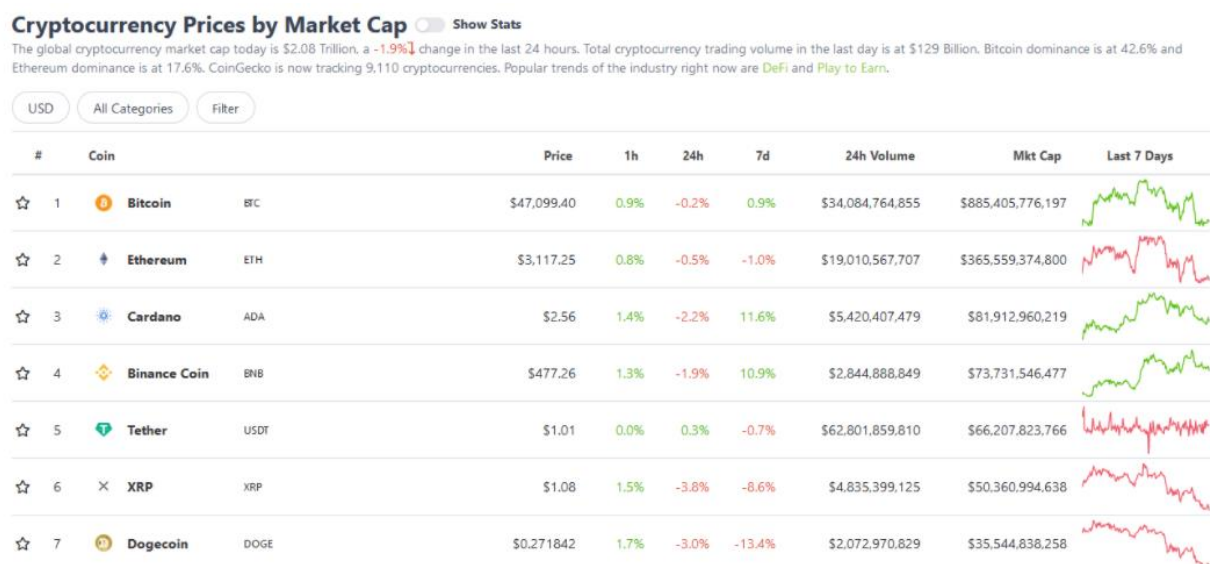 Cryptocurrency Prices by Market Cap Show Stats
The global cryptocurrency market cap today is $2.08 Trillion, a -1.9% change in the last 24 hours. Total cryptocurrency trading volume in the last day is at $129 Billion. Bitcoin dominance is at 42.6% and
Ethereum dominance is at 17.6%. CoinGecko is now tracking 9,110 cryptocurrencies. Popular trends of the industry right now are DeFi and Play to Earn.
USD All Categories Filter
# Coin Price 1h 24h 7d 24h Volume Mkt Cap Last 7 Days
1 Bitcoin BTC $47,099.40 0.9% -0.2% 0.9% $34,084,764,855 $885,405,776,197
2 Ethereum ETH $3,117.25 0.8% -0.5% -1.0% $19,010,567,707 $365,559,374,800
3 Cardano ADA $2.56 1.4% -2.2% 11.6% $5,420,407,479 $81,912,960,219
4 Binance Coin BNB $477.26 1.3% -1.9% 10.9% $2,844,888,849 $73,731,546,477
5 Tether USDT $1.01 0.0% 0.3% -0.7% $62,801,859,810 $66,207,823,766
6 XRP XRP $1.08 1.5% -3.8% -8.6% $4,835,399,125 $50,360,994,638
7 Dogecoin DOGE $0.271842 1.7% -3.0% -13.4% $2,072,970,829 $35,544,838,258